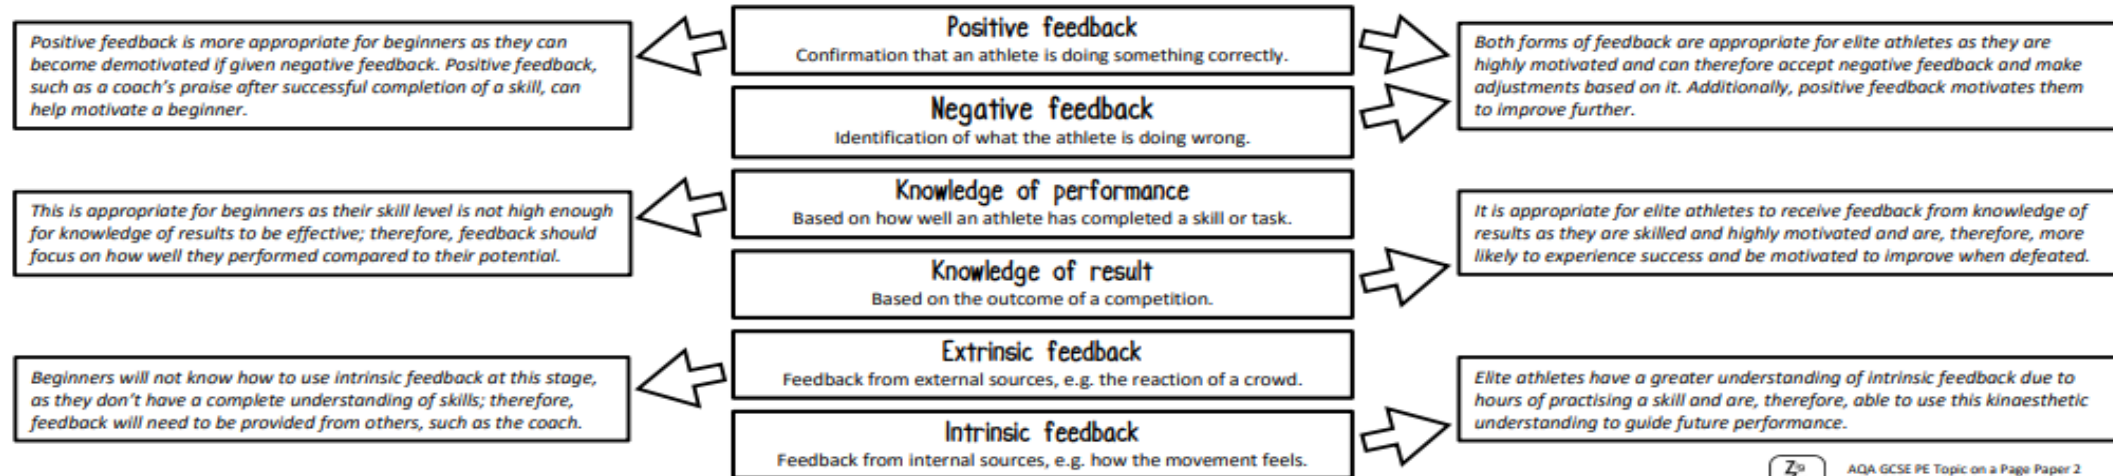 Positive feedback is more appropriate for beginners as they can
become demotivated if given negative feedback. Positive feedback,
such as a coach's praise after successful completion of a skill, can
help motivate a beginner.
Positive feedback
Confirmation that an athlete is doing something correctly.
Both forms of feedback are appropriate for elite athletes as they are
highly motivated and can therefore accept negative feedback and make
adjustments based on it. Additionally, positive feedback motivates them
to improve further.
Negative feedback
Identification of what the athlete is doing wrong.
This is appropriate for beginners as their skill level is not high enough
for knowledge of results to be effective; therefore, feedback should
focus on how well they performed compared to their potential.
Knowledge of performance
Based on how well an athlete has completed a skill or task.
It is appropriate for elite athletes to receive feedback from knowledge of
results as they are skilled and highly motivated and are, therefore, more
likely to experience success and be motivated to improve when defeated.
Knowledge of result
Based on the outcome of a competition.
Beginners will not know how to use intrinsic feedback at this stage,
as they don't have a complete understanding of skills; therefore,
feedback will need to be provided from others, such as the coach.
Extrinsic feedback
Feedback from external sources, e.g. the reaction of a crowd.
Elite athletes have a greater understanding of intrinsic feedback due to
hours of practising a skill and are, therefore, able to use this kinaesthetic
understanding to guide future performance.
Intrinsic feedback
Feedback from internal sources, e.g. how the movement feels.
AQA GCSE PE Topic on a Page Paper 2